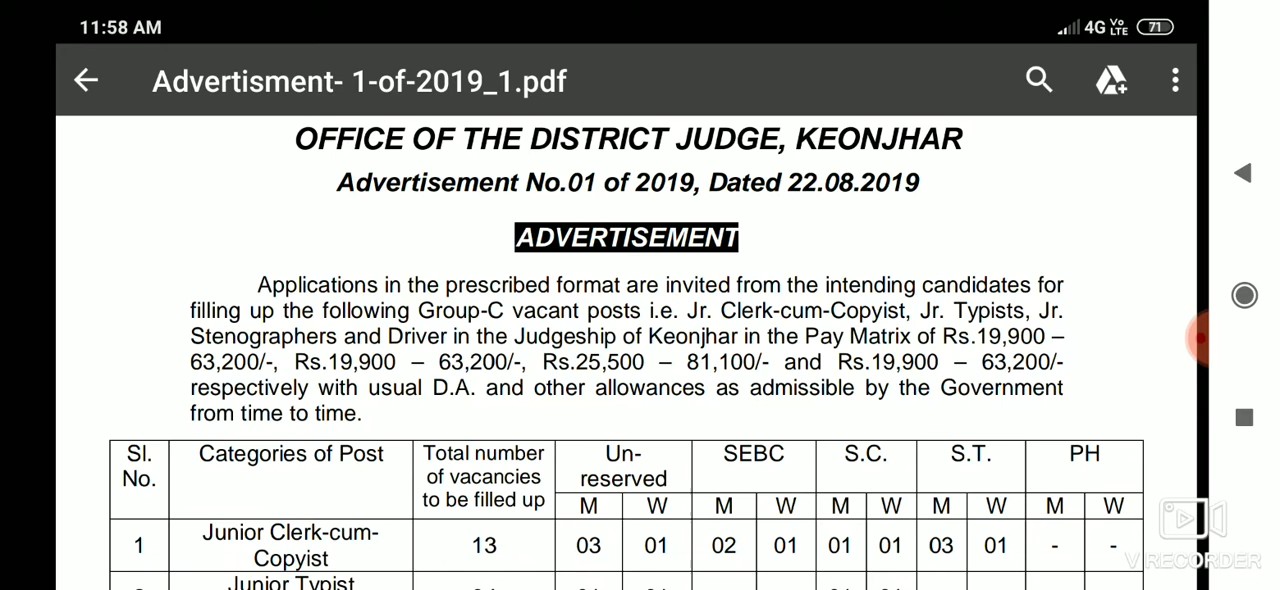 11:58 AM
4G Vo LTE 71
Advertisment- 1-of-2019_1.pdf
OFFICE OF THE DISTRICT JUDGE, KEONJHAR
Advertisement No.01 of 2019, Dated 22.08.2019
ADVERTISEMENT
Applications in the prescribed format are invited from the intending candidates for
filling up the following Group-C vacant posts i.e. Jr. Clerk-cum-Copyist, Jr. Typists, Jr.
Stenographers and Driver in the Judgeship of Keonjhar in the Pay Matrix of Rs.19,900 –
63,200/-, Rs.19,900 – 63,200/-, Rs.25,500 – 81,100/- and Rs.19,900 – 63,200/-
respectively with usual D.A. and other allowances as admissible by the Government
from time to time.
Sl. No. Categories of Post Total number of vacancies to be filled up Un-reserved SEBC S.C. S.T. PH
M W M W M W M W M W
1 Junior Clerk-cum-Copyist 13 03 01 02 01 01 01 03 01 - -
Junior Typist
V RECORDER